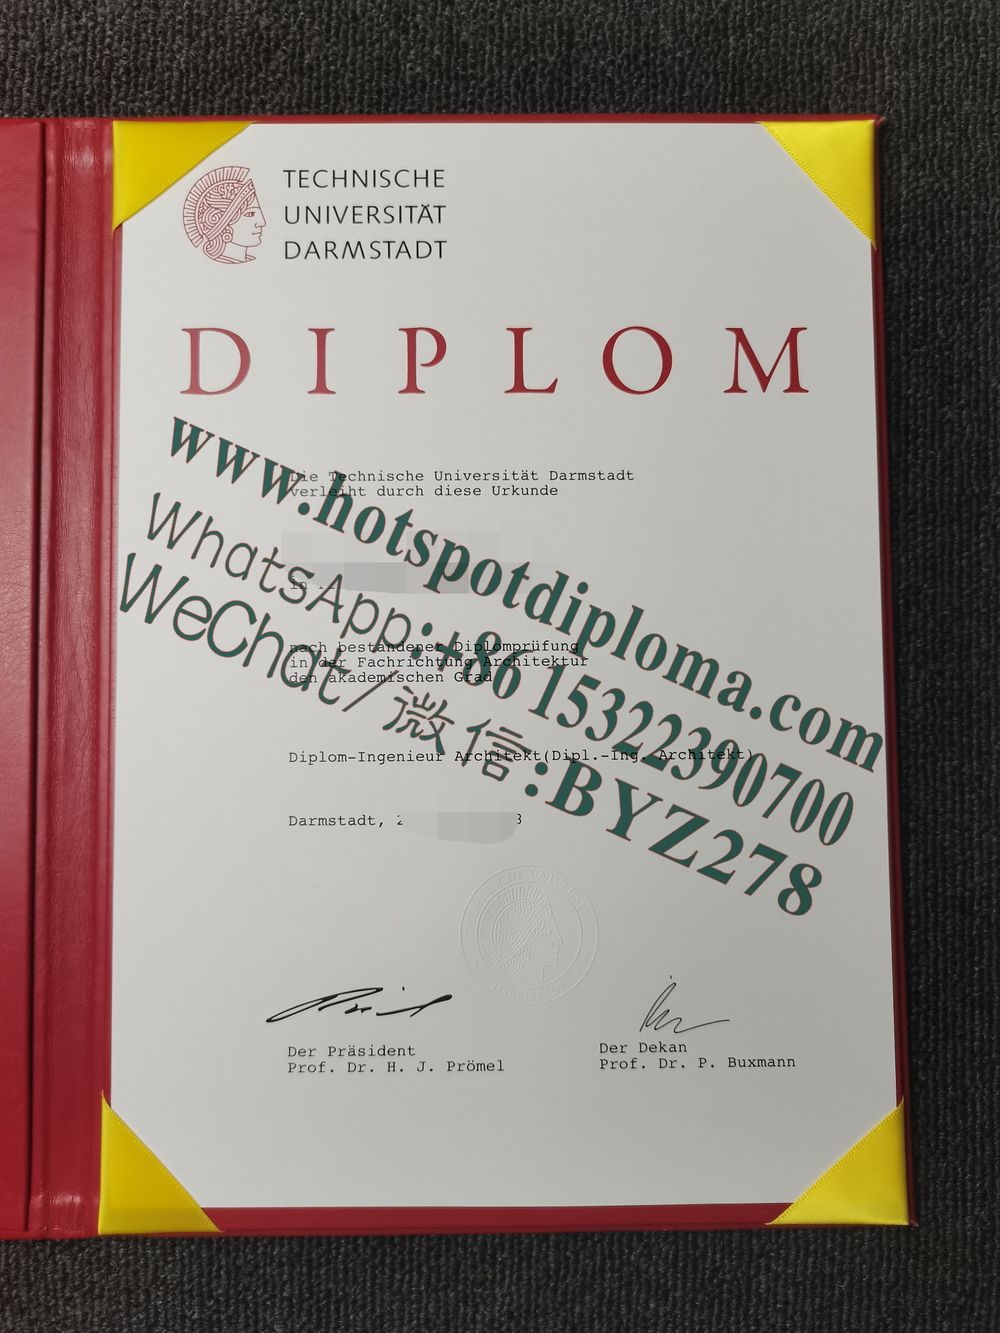 TECHNISCHE
UNIVERSITÄT
DARMSTADT
DIPLOM
www.hotspotdiploma.com
Die Technische Universität Darmstadt
verleiht durch diese Urkunde
WhatsApp:+86 15322390700
WeChat/微信:BYZ278
in
nach bestandener Diplomprüfung
in der Fachrichtung Architektur
den akademischen Grad
Diplom-Ingenieur Architekt(Dipl.-Ing. Architekt)
Darmstadt,
Der Präsident
Prof. Dr. H. J. Prömel
Der Dekan
Prof. Dr. P. Buxmann